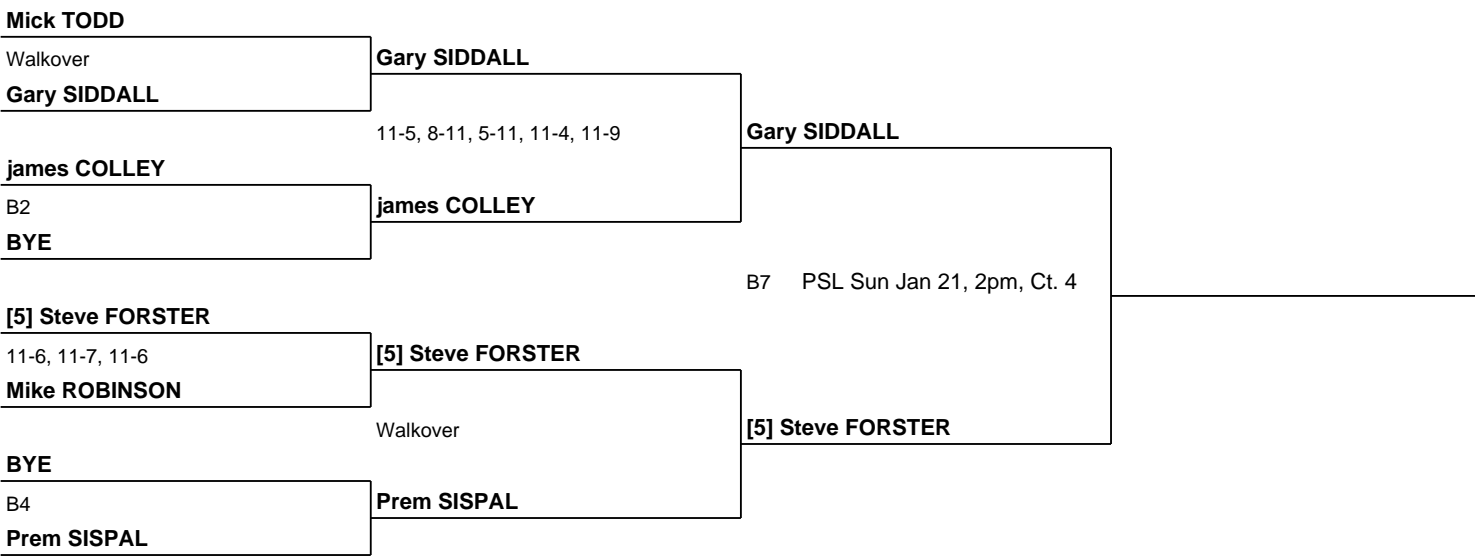 Mick TODD
Walkover
Gary SIDDALL
Gary SIDDALL
11-5, 8-11, 5-11, 11-4, 11-9
Gary SIDDALL
james COLLEY
B2
james COLLEY
BYE
B7 PSL Sun Jan 21, 2pm, Ct. 4
[5] Steve FORSTER
11-6, 11-7, 11-6
[5] Steve FORSTER
Mike ROBINSON
Walkover
[5] Steve FORSTER
BYE
B4
Prem SISPAL
Prem SISPAL